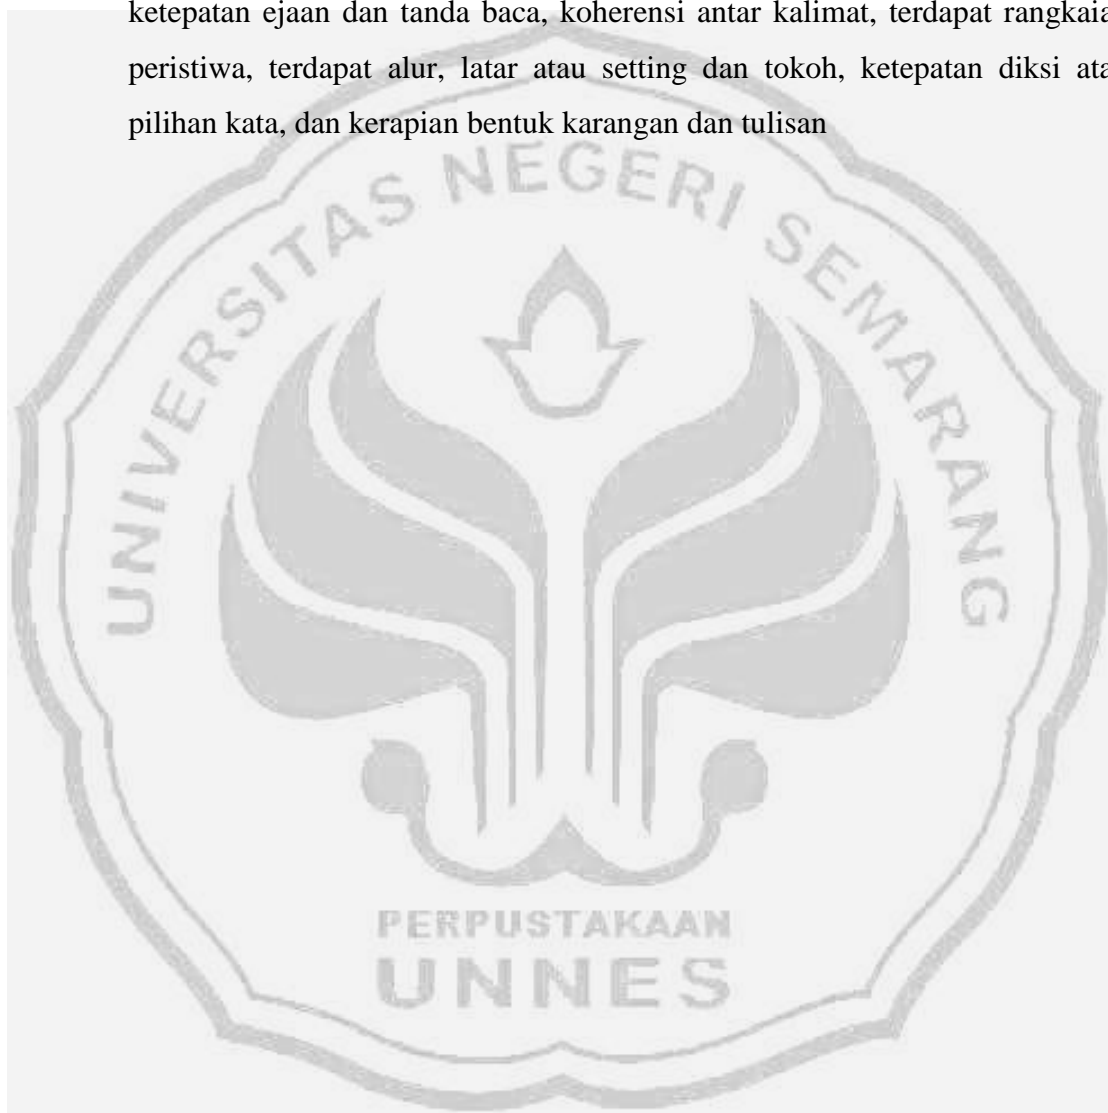 ketepatan ejaan dan tanda baca, koherensi antar kalimat, terdapat rangkaia
peristiwa, terdapat alur, latar atau setting dan tokoh, ketepatan diksi ata
pilihan kata, dan kerapian bentuk karangan dan tulisan
UNIVERSITAS NEGERI SEMARANG
PERPUSTAKAAN
UNNES